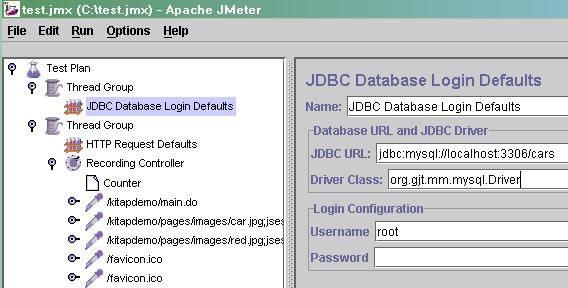 test.jmx (C:\test.jmx) - Apache JMeter
File Edit Run Options Help
Test Plan
Thread Group
JDBC Database Login Defaults
Thread Group
HTTP Request Defaults
Recording Controller
Counter
/kitapdemo/main.do
/kitapdemo/pages/images/car.jpg;jses
/kitapdemo/pages/images/red.jpg;jses
/favicon.ico
/favicon.ico
JDBC Database Login Defaults
Name: JDBC Database Login Defaults
Database URL and JDBC Driver
JDBC URL: jdbc:mysql://localhost:3306/cars
Driver Class: org.gjt.mm.mysql.Driver
Login Configuration
Username root
Password